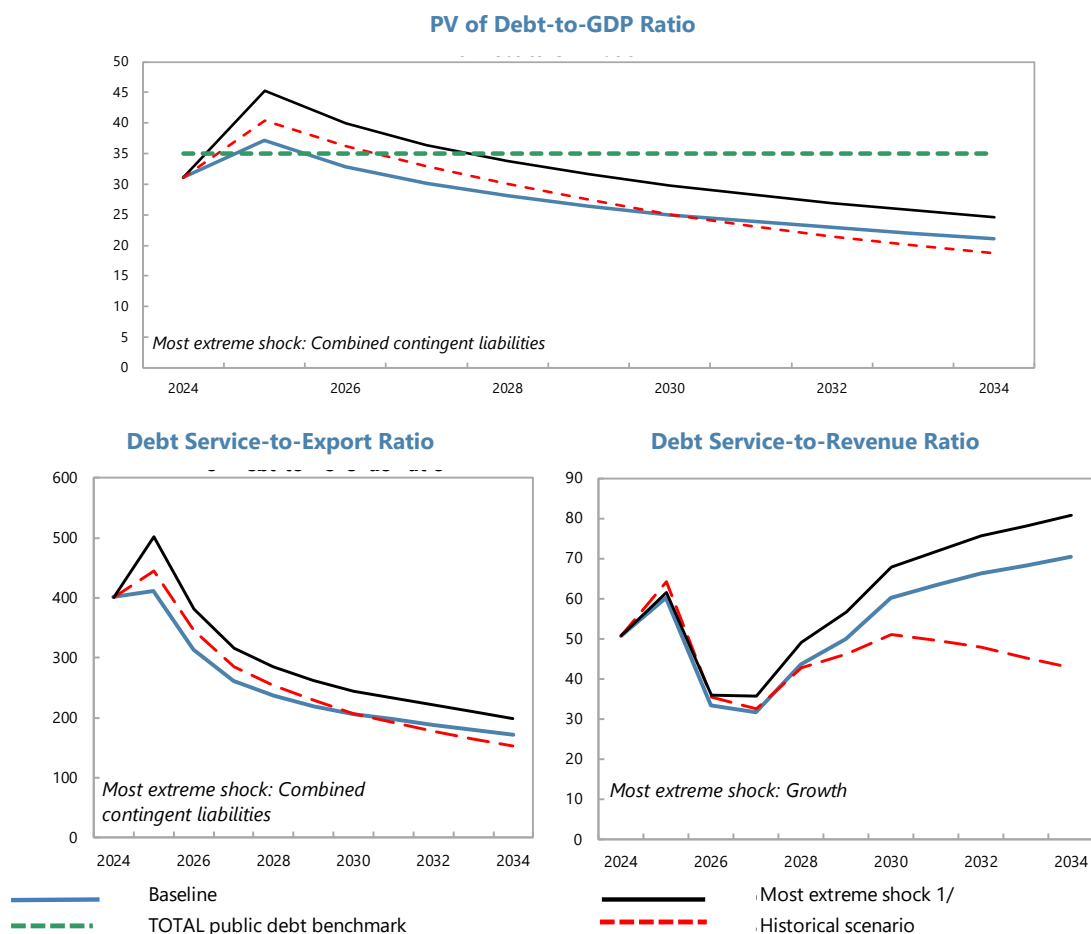 PV of Debt-to-GDP Ratio
50
45
40
35
30
25
20
15
10
5
0
Most extreme shock: Combined contingent liabilities
2024 2026 2028 2030 2032 2034
Debt Service-to-Export Ratio
600
500
400
300
200
100
0
Most extreme shock: Combined
contingent liabilities
2024 2026 2028 2030 2032 2034
Debt Service-to-Revenue Ratio
90
80
70
60
50
40
30
20
10
0
Most extreme shock: Growth
2024 2026 2028 2030 2032 2034
Baseline
Most extreme shock 1/
TOTAL public debt benchmark
Historical scenario